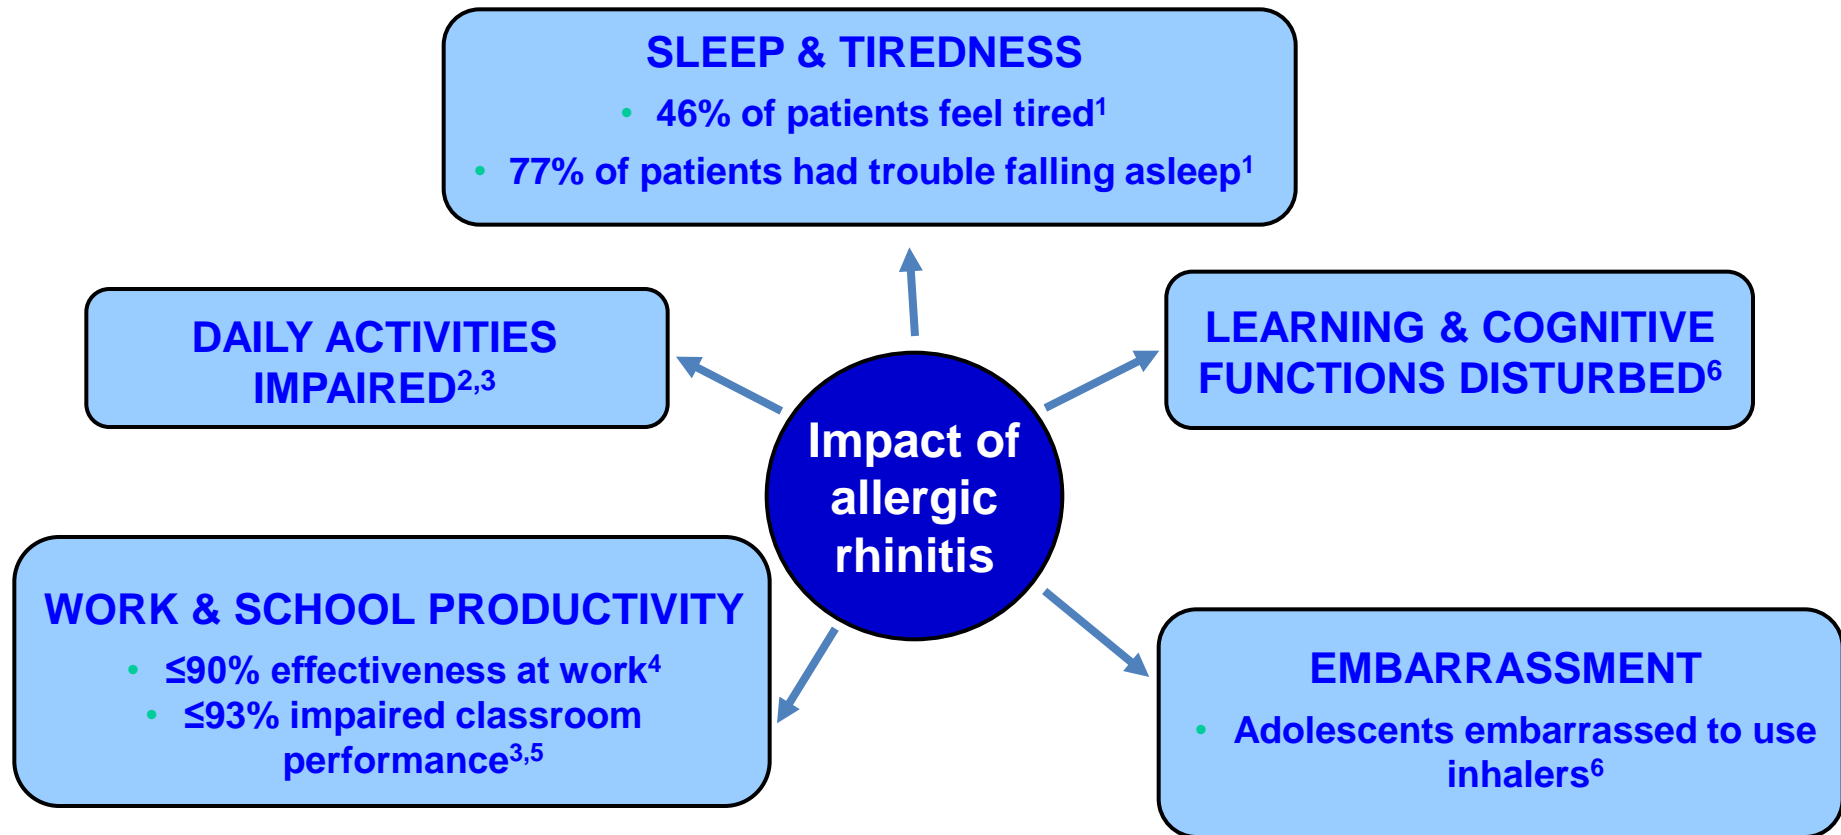 SLEEP & TIREDNESS
• 46% of patients feel tired¹
• 77% of patients had trouble falling asleep¹
DAILY ACTIVITIES
IMPAIRED²,³
LEARNING & COGNITIVE
FUNCTIONS DISTURBED⁶
Impact of
allergic
rhinitis
WORK & SCHOOL PRODUCTIVITY
• ≤90% effectiveness at work⁴
• ≤93% impaired classroom
performance³,⁵
EMBARRASSMENT
• Adolescents embarrassed to use
inhalers⁶